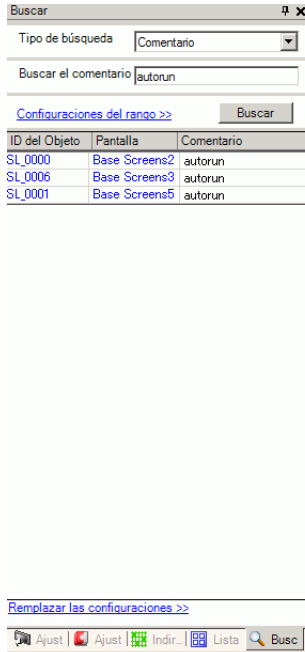 Buscar
Tipo de búsqueda Comentario
Buscar el comentario autorun
Configuraciones del rango >> Buscar
ID del Objeto Pantalla Comentario
SL_0000 Base Screens2 autorun
SL_0006 Base Screens3 autorun
SL_0001 Base Screens5 autorun
Remplazar las configuraciones >>
Ajust Ajust Indir... Lista Busc